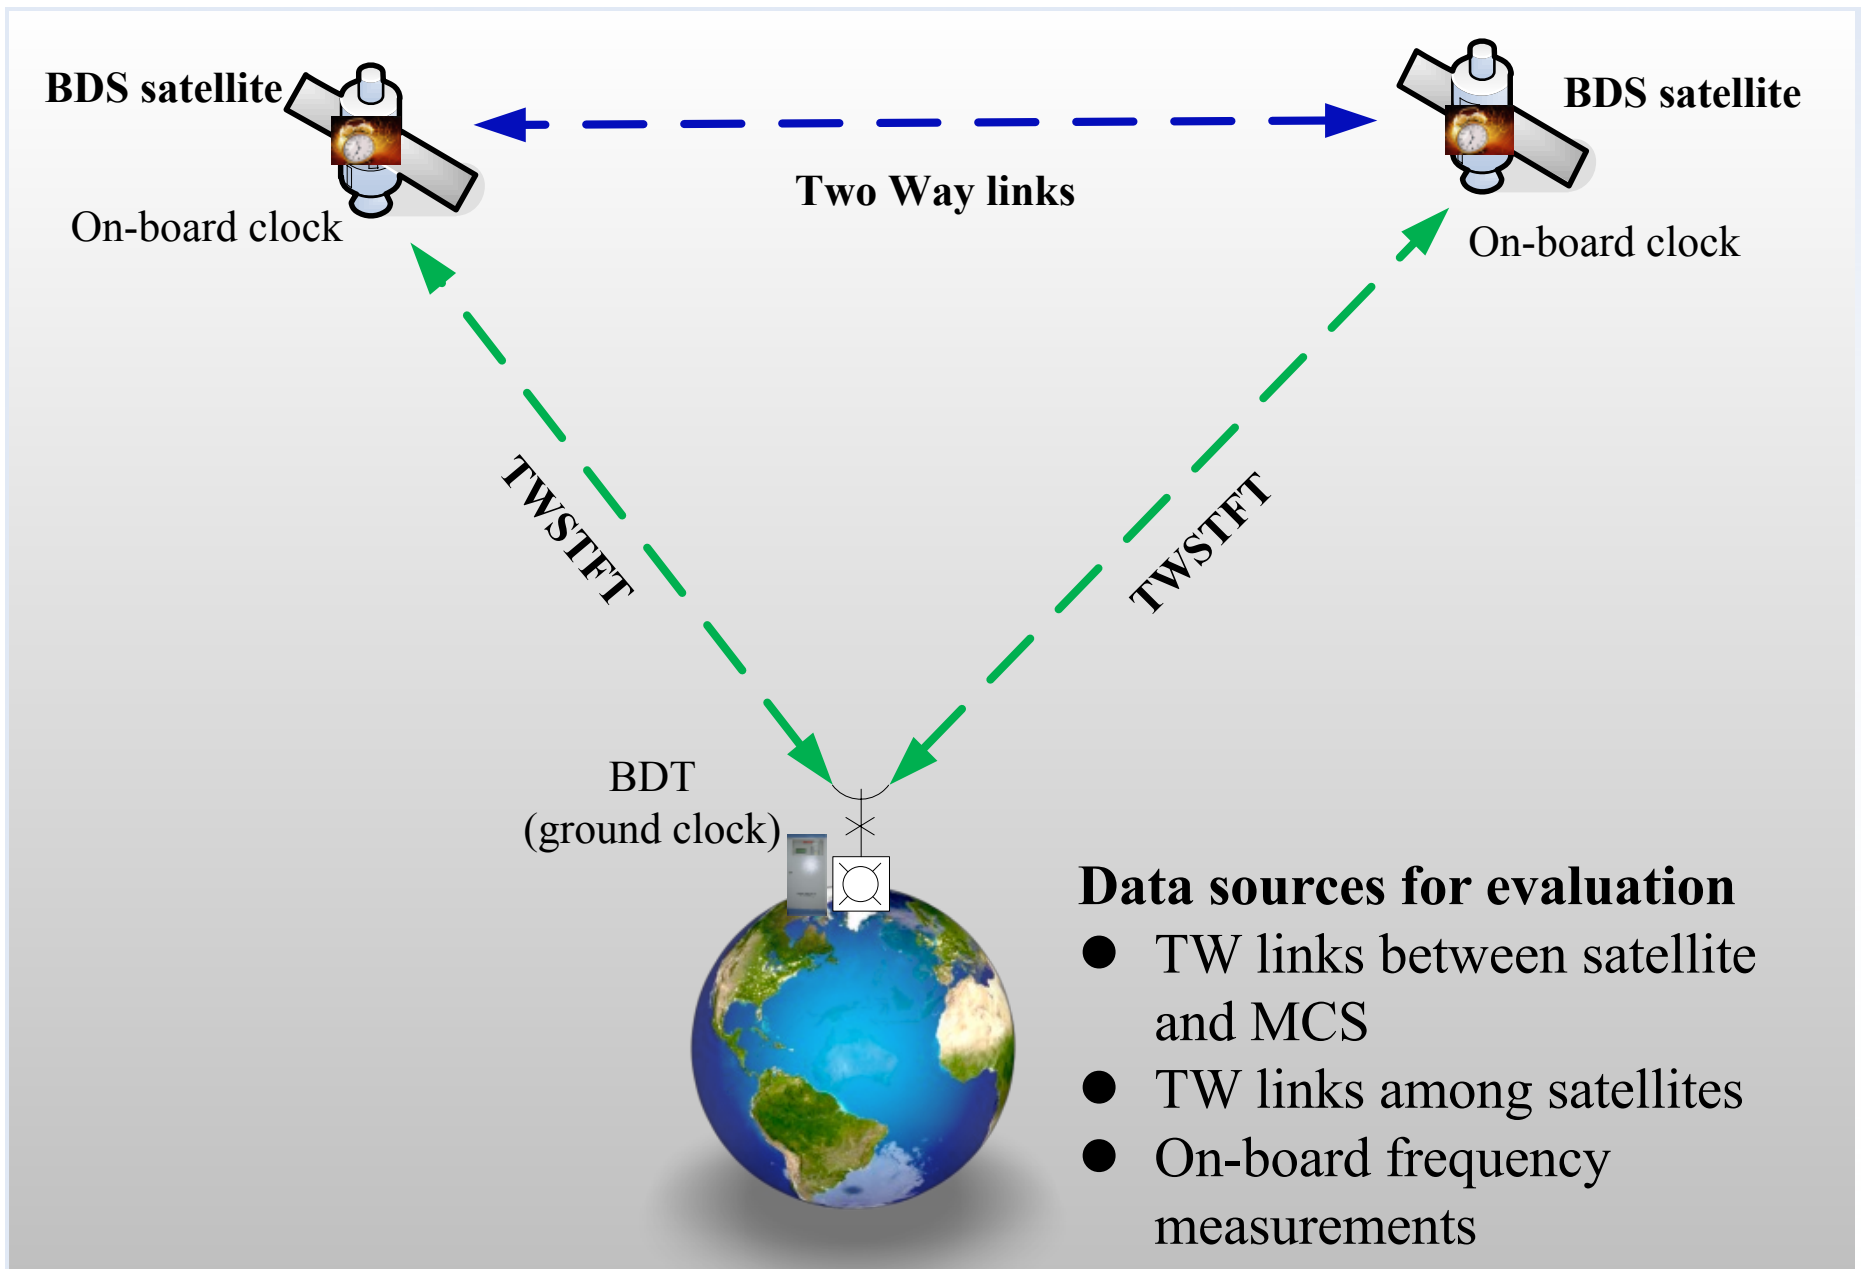 BDS satellite
BDS satellite
Two Way links
On-board clock
On-board clock
TWSTFT
TWSTFT
BDT
(ground clock)
Data sources for evaluation
● TW links between satellite
and MCS
● TW links among satellites
● On-board frequency
measurements